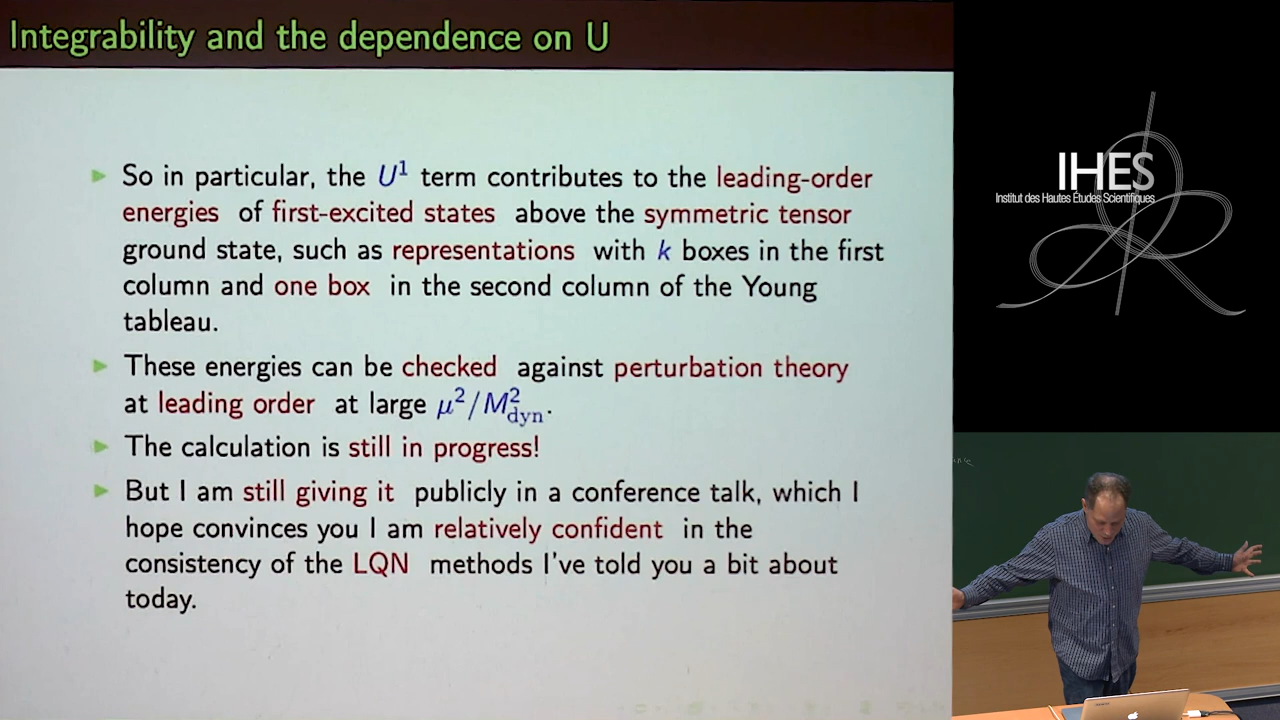 Integrability and the dependence on U
So in particular, the U¹ term contributes to the leading-order
energies of first-excited states above the symmetric tensor
ground state, such as representations with k boxes in the first
column and one box in the second column of the Young
tableau.
These energies can be checked against perturbation theory
at leading order at large μ²/M²dyn.
The calculation is still in progress!
But I am still giving it publicly in a conference talk, which I
hope convinces you I am relatively confident in the
consistency of the LQN methods I've told you a bit about
today.
IHES
Institut des Hautes Études Scientifiques